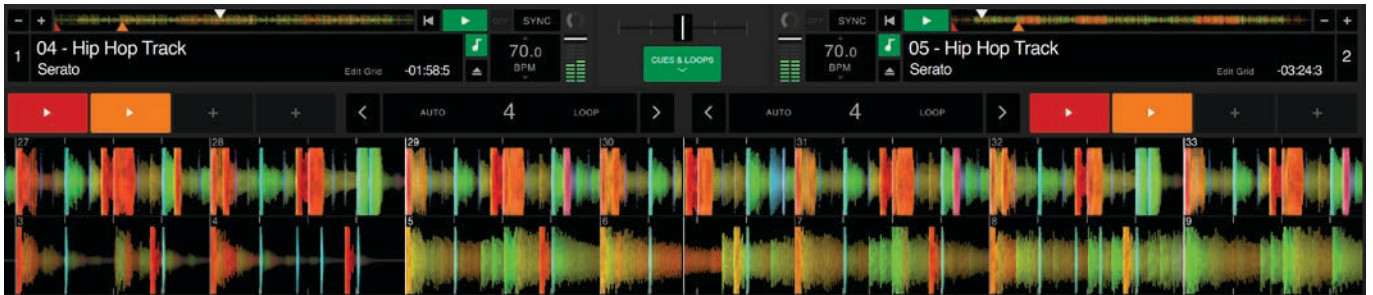 - + OFF SYNC OFF SYNC - +
1 04 - Hip Hop Track 70.0 70.0 05 - Hip Hop Track 2
Serato Edit Grid -01:58:5 BPM CUES & LOOPS BPM Serato Edit Grid -03:24:3
+ + < AUTO 4 LOOP > < AUTO 4 LOOP > + +
27 28 29 30 31 32 33
3 4 5 6 7 8 9